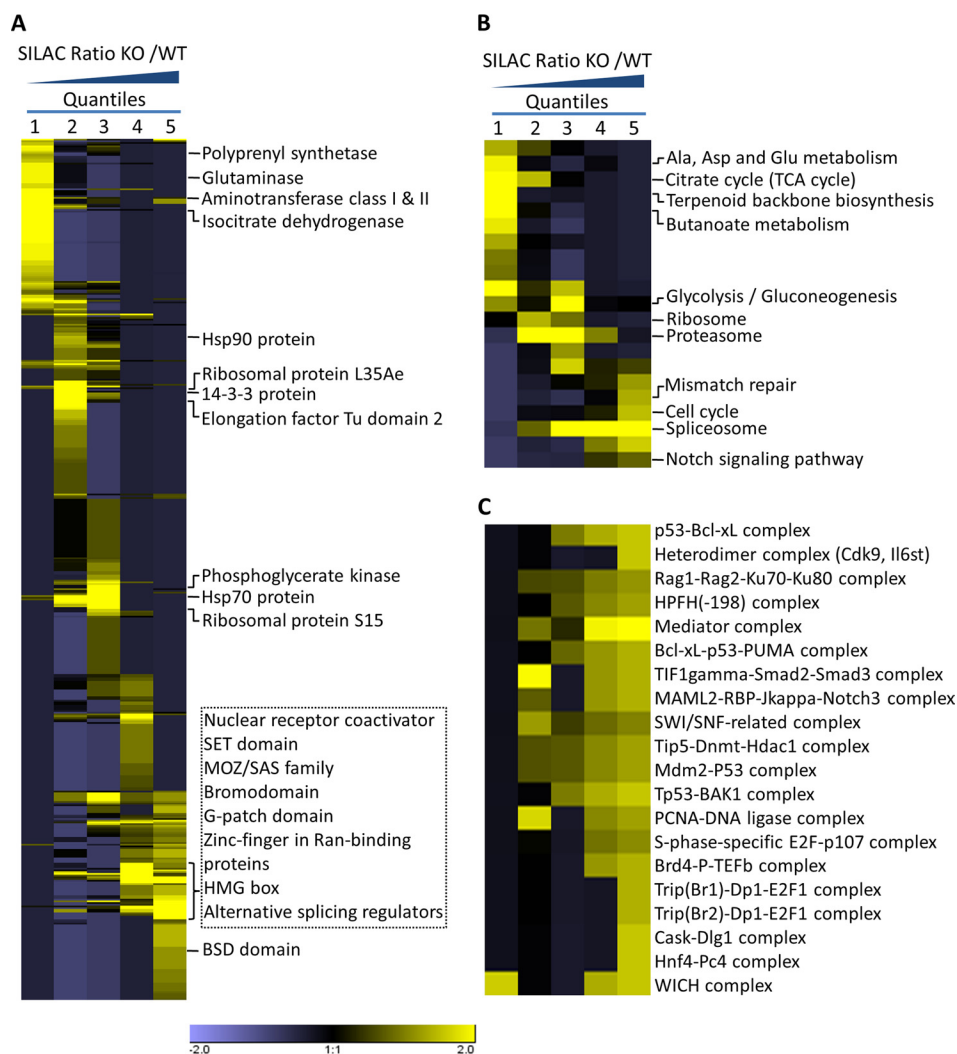 A
SILAC Ratio KO /WT
Quantiles
1 2 3 4 5
Polyprenyl synthetase
Glutaminase
Aminotransferase class I & II
Isocitrate dehydrogenase
Hsp90 protein
Ribosomal protein L35Ae
14-3-3 protein
Elongation factor Tu domain 2
Phosphoglycerate kinase
Hsp70 protein
Ribosomal protein S15
Nuclear receptor coactivator
SET domain
MOZ/SAS family
Bromodomain
G-patch domain
Zinc-finger in Ran-binding
proteins
HMG box
Alternative splicing regulators
BSD domain
B
SILAC Ratio KO /WT
Quantiles
1 2 3 4 5
Ala, Asp and Glu metabolism
Citrate cycle (TCA cycle)
Terpenoid backbone biosynthesis
Butanoate metabolism
Glycolysis / Gluconeogenesis
Ribosome
Proteasome
Mismatch repair
Cell cycle
Spliceosome
Notch signaling pathway
C
p53-Bcl-xL complex
Heterodimer complex (Cdk9, Il6st)
Rag1-Rag2-Ku70-Ku80 complex
HPFH(-198) complex
Mediator complex
Bcl-xL-p53-PUMA complex
TIF1gamma-Smad2-Smad3 complex
MAML2-RBP-Jkappa-Notch3 complex
SWI/SNF-related complex
Tip5-Dnmt-Hdac1 complex
Mdm2-P53 complex
Tp53-BAK1 complex
PCNA-DNA ligase complex
S-phase-specific E2F-p107 complex
Brd4-P-TEFb complex
Trip(Br1)-Dp1-E2F1 complex
Trip(Br2)-Dp1-E2F1 complex
Cask-Dlg1 complex
Hnf4-Pc4 complex
WICH complex
-2.0 1:1 2.0